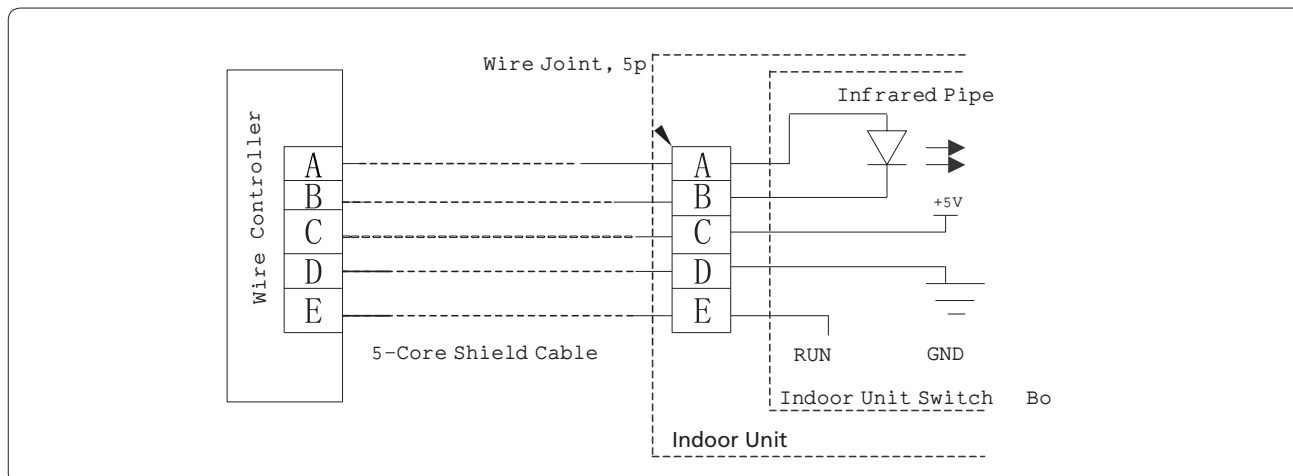 Wire Joint, 5p
Infrared Pipe
Wire Controller
A
B
C
D
E
A
B
C
D
E
+5V
5-Core Shield Cable
RUN
GND
Indoor Unit Switch Bo
Indoor Unit